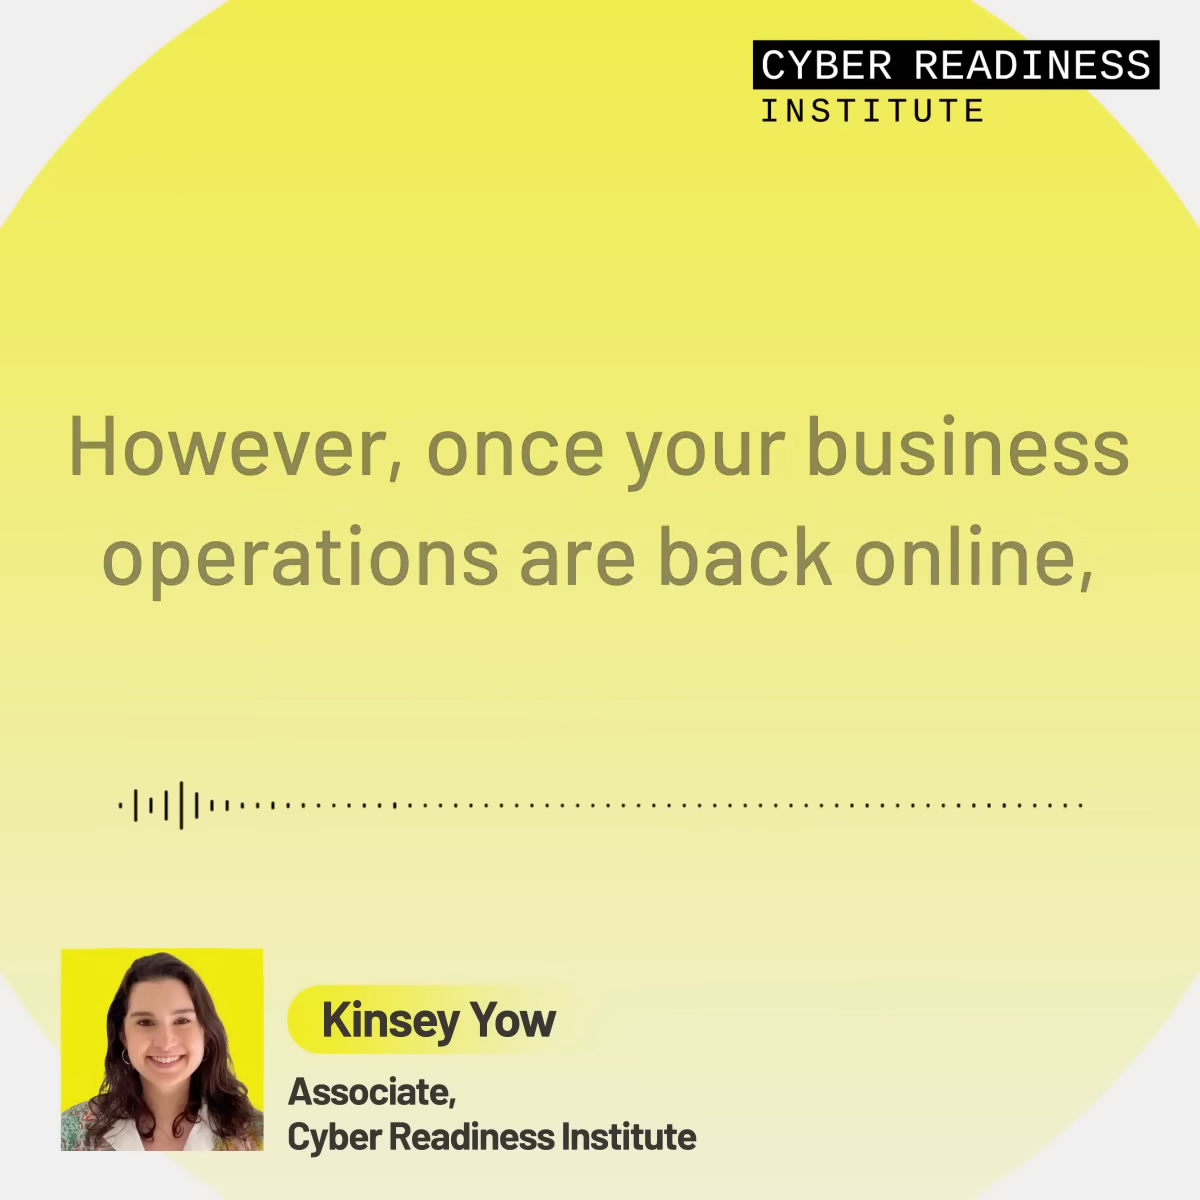 CYBER READINESS
INSTITUTE
However, once your business
operations are back online,
Kinsey Yow
Associate,
Cyber Readiness Institute